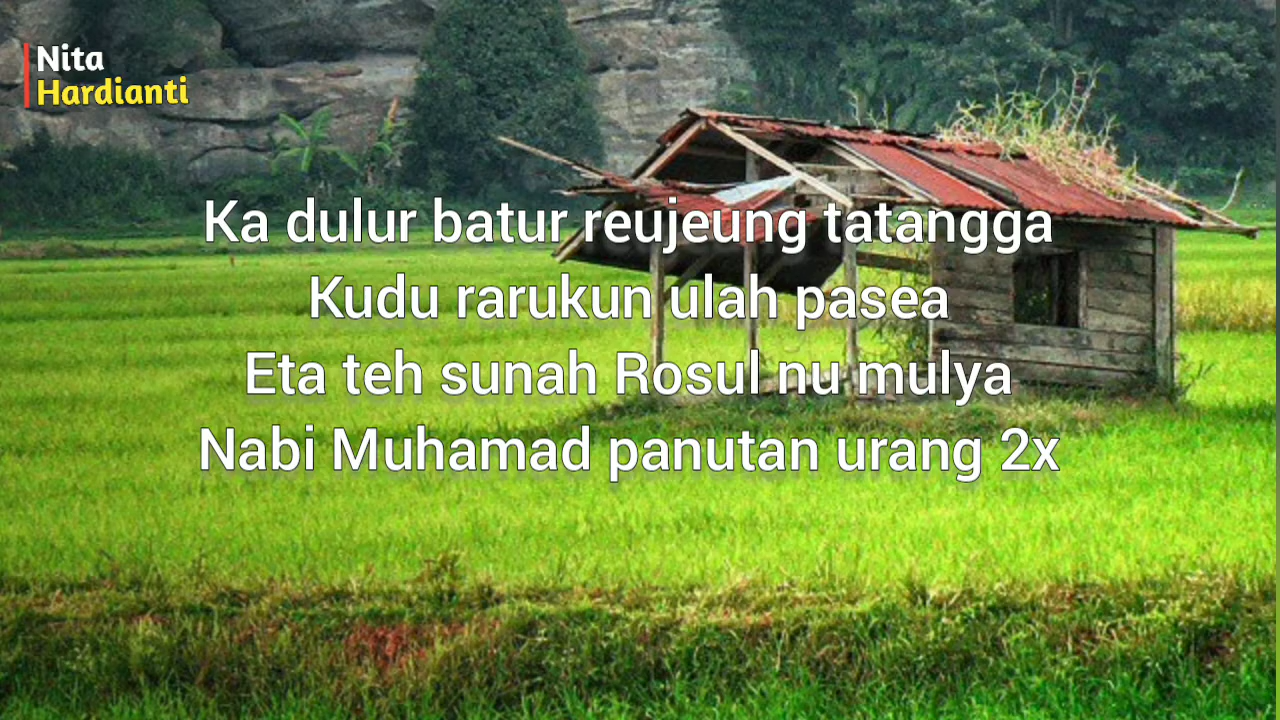 Nita
Hardianti
Ka dulur batur reujeung tatangga
Kudu rarukun ulah pasea
Eta teh sunah Rosul nu mulya
Nabi Muhamad panutan urang 2x